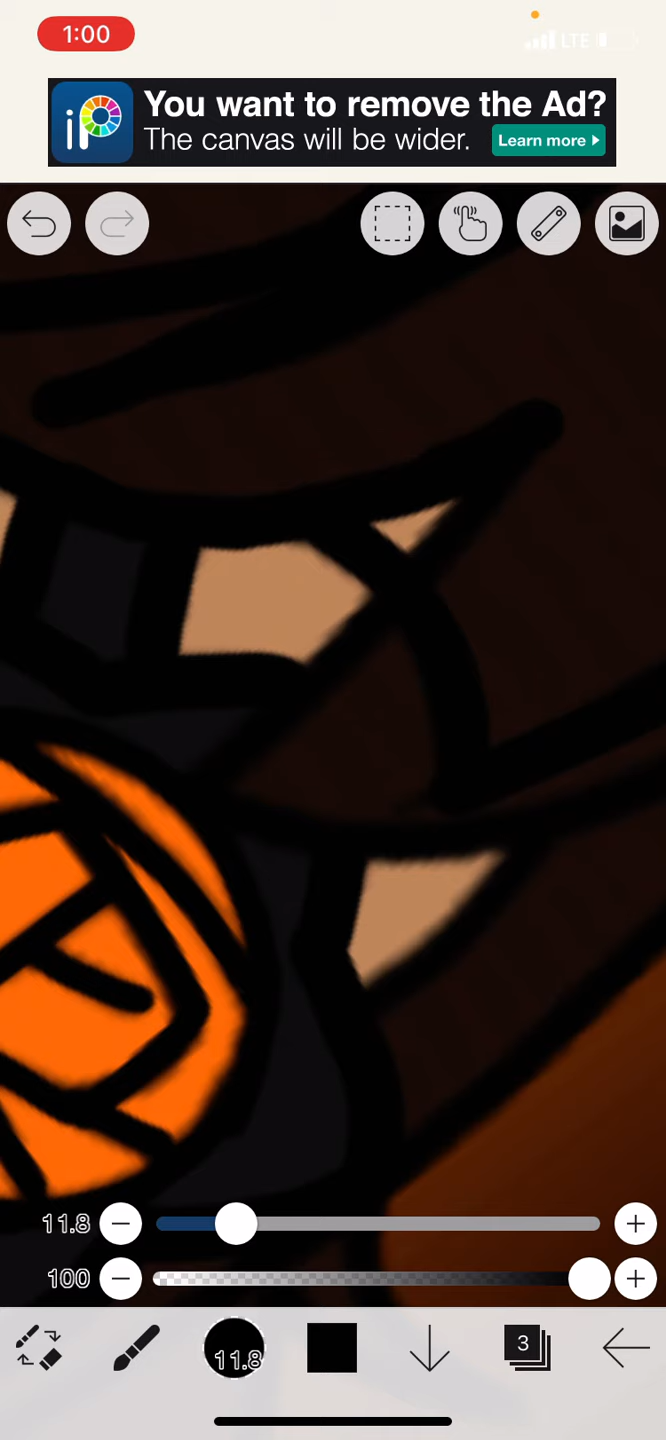 1:00
LTE
iP
You want to remove the Ad?
The canvas will be wider.
Learn more
11.8
100
11.8
3